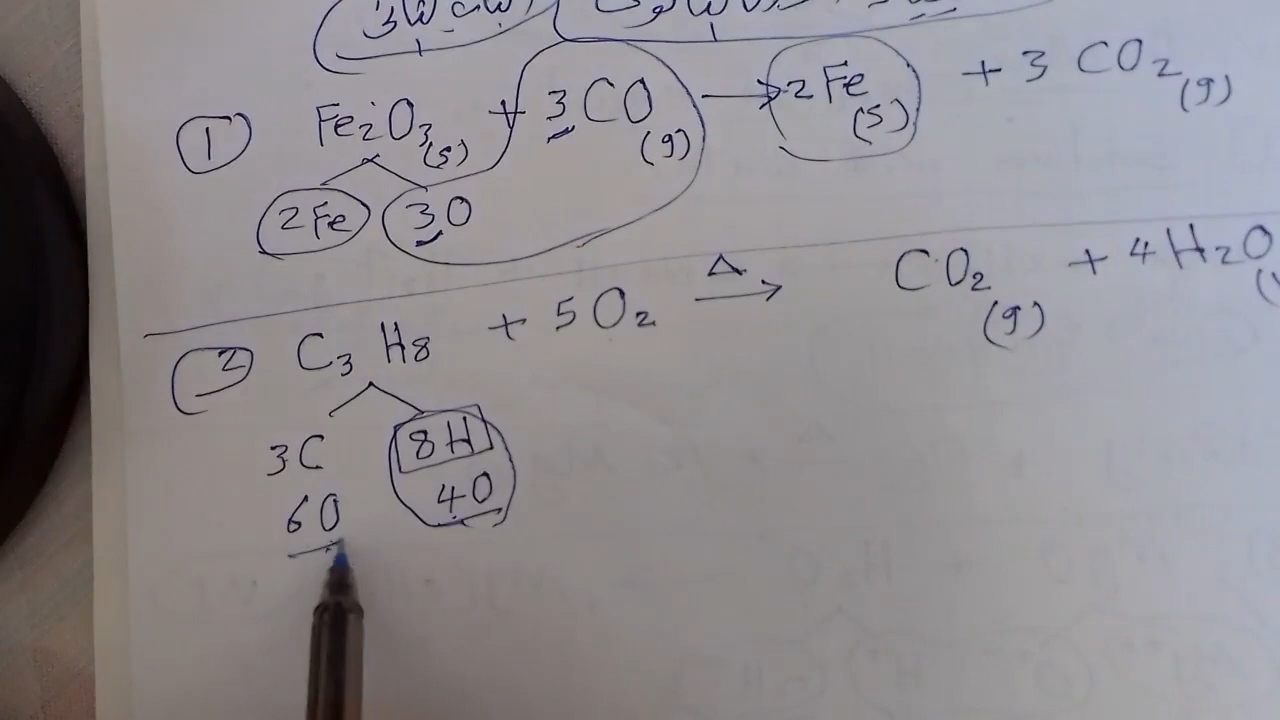 ① Fe2O3(s) + 3CO(g) → 2Fe(s) + 3CO2(g)
2Fe 3O
② C3H8 + 5O2 →Δ CO2(g) + 4H2O
3C 8H
6O 4O